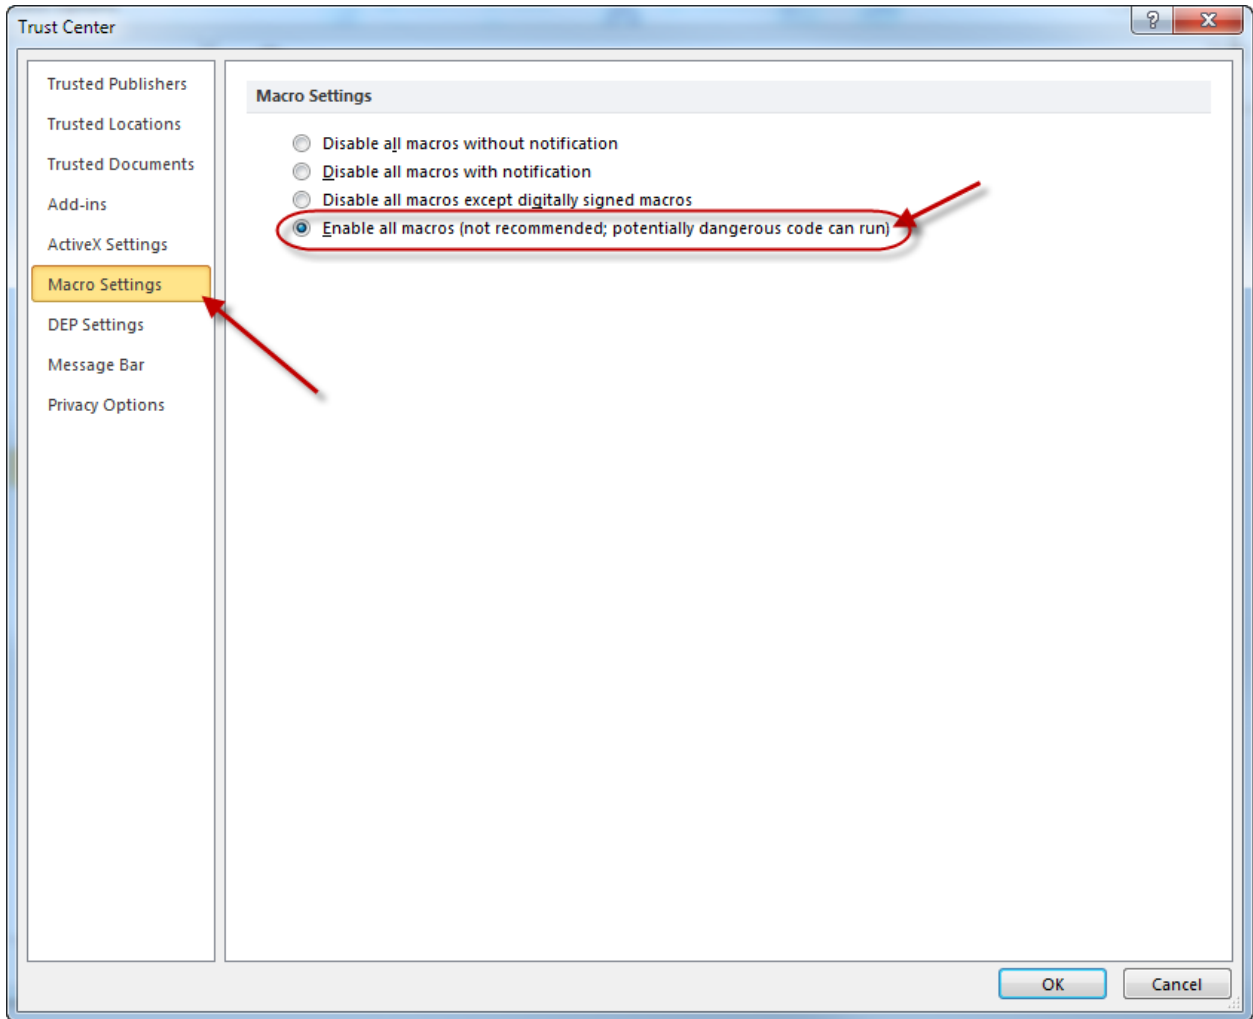 Trust Center
Trusted Publishers
Trusted Locations
Trusted Documents
Add-ins
ActiveX Settings
Macro Settings
DEP Settings
Message Bar
Privacy Options
Macro Settings
Disable all macros without notification
Disable all macros with notification
Disable all macros except digitally signed macros
Enable all macros (not recommended; potentially dangerous code can run)
OK
Cancel